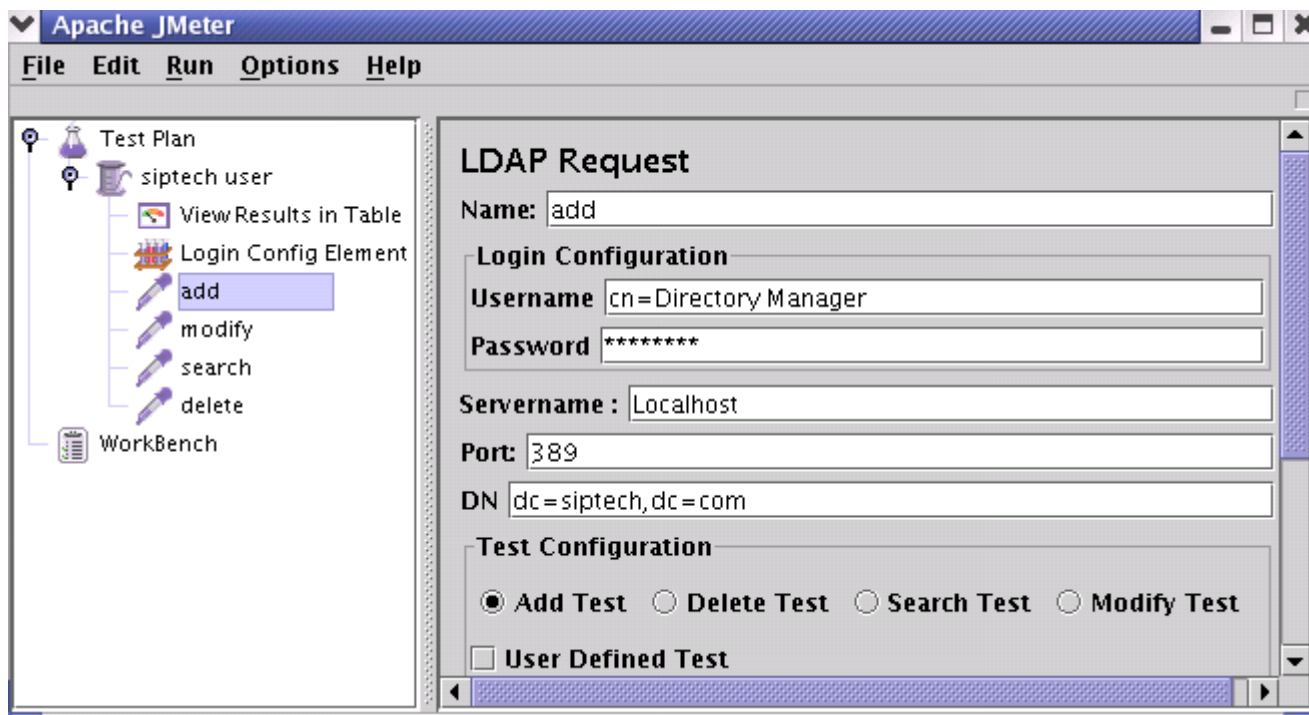 Apache JMeter
File Edit Run Options Help
Test Plan
siptech user
View Results in Table
Login Config Element
add
modify
search
delete
WorkBench
LDAP Request
Name: add
Login Configuration
Username cn=Directory Manager
Password ********
Servername : Localhost
Port: 389
DN dc=siptech,dc=com
Test Configuration
Add Test Delete Test Search Test Modify Test
User Defined Test